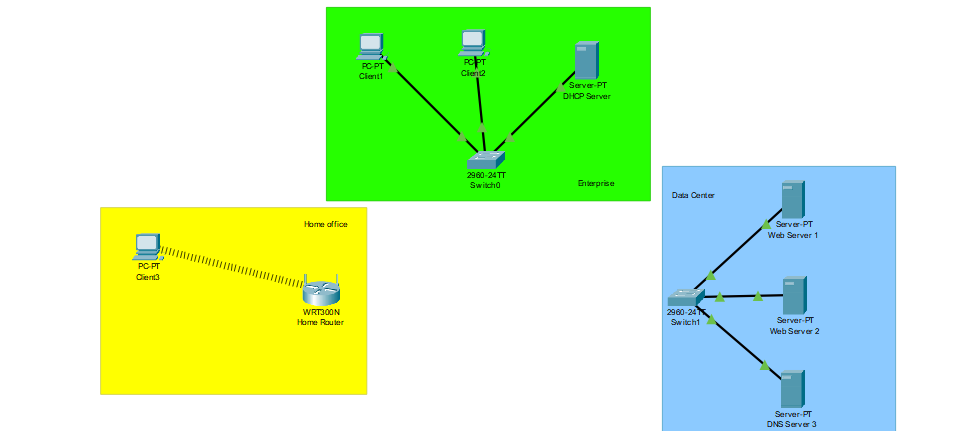 PC-PT
Client1
PC-PT
Client2
Server-PT
DHCP Server
2960-24TT
Switch0
Enterprise
Home office
PC-PT
Client3
WRT300N
Home Router
Data Center
Server-PT
Web Server 1
2960-24TT
Switch1
Server-PT
Web Server 2
Server-PT
DNS Server 3